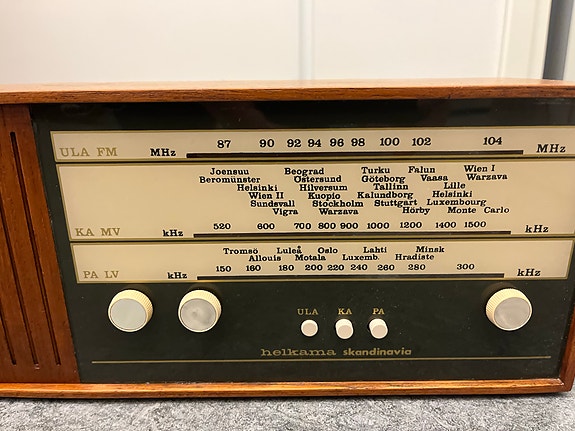 87 90 92 94 96 98 100 102 104
ULA FM MHz MHz
Joensuu Beograd Turku Falun Wien I
Beromünster Östersund Göteborg Vaasa Warzava
Helsinki Hilversum Tallinn Lille
Wien II Kuopio Kalundborg Helsinki
Sundsvall Stockholm Stuttgart Luxembourg
Vigra Warzava Hörby Monte Carlo
520 600 700 800 900 1000 1200 1400 1500
KA MV kHz kHz
Tromsö Luleå Oslo Lahti Minsk
Allouis Motala Luxemb. Hradiste
150 160 180 200 220 240 260 280 300
PA LV kHz kHz
ULA KA PA
helkama skandinavia